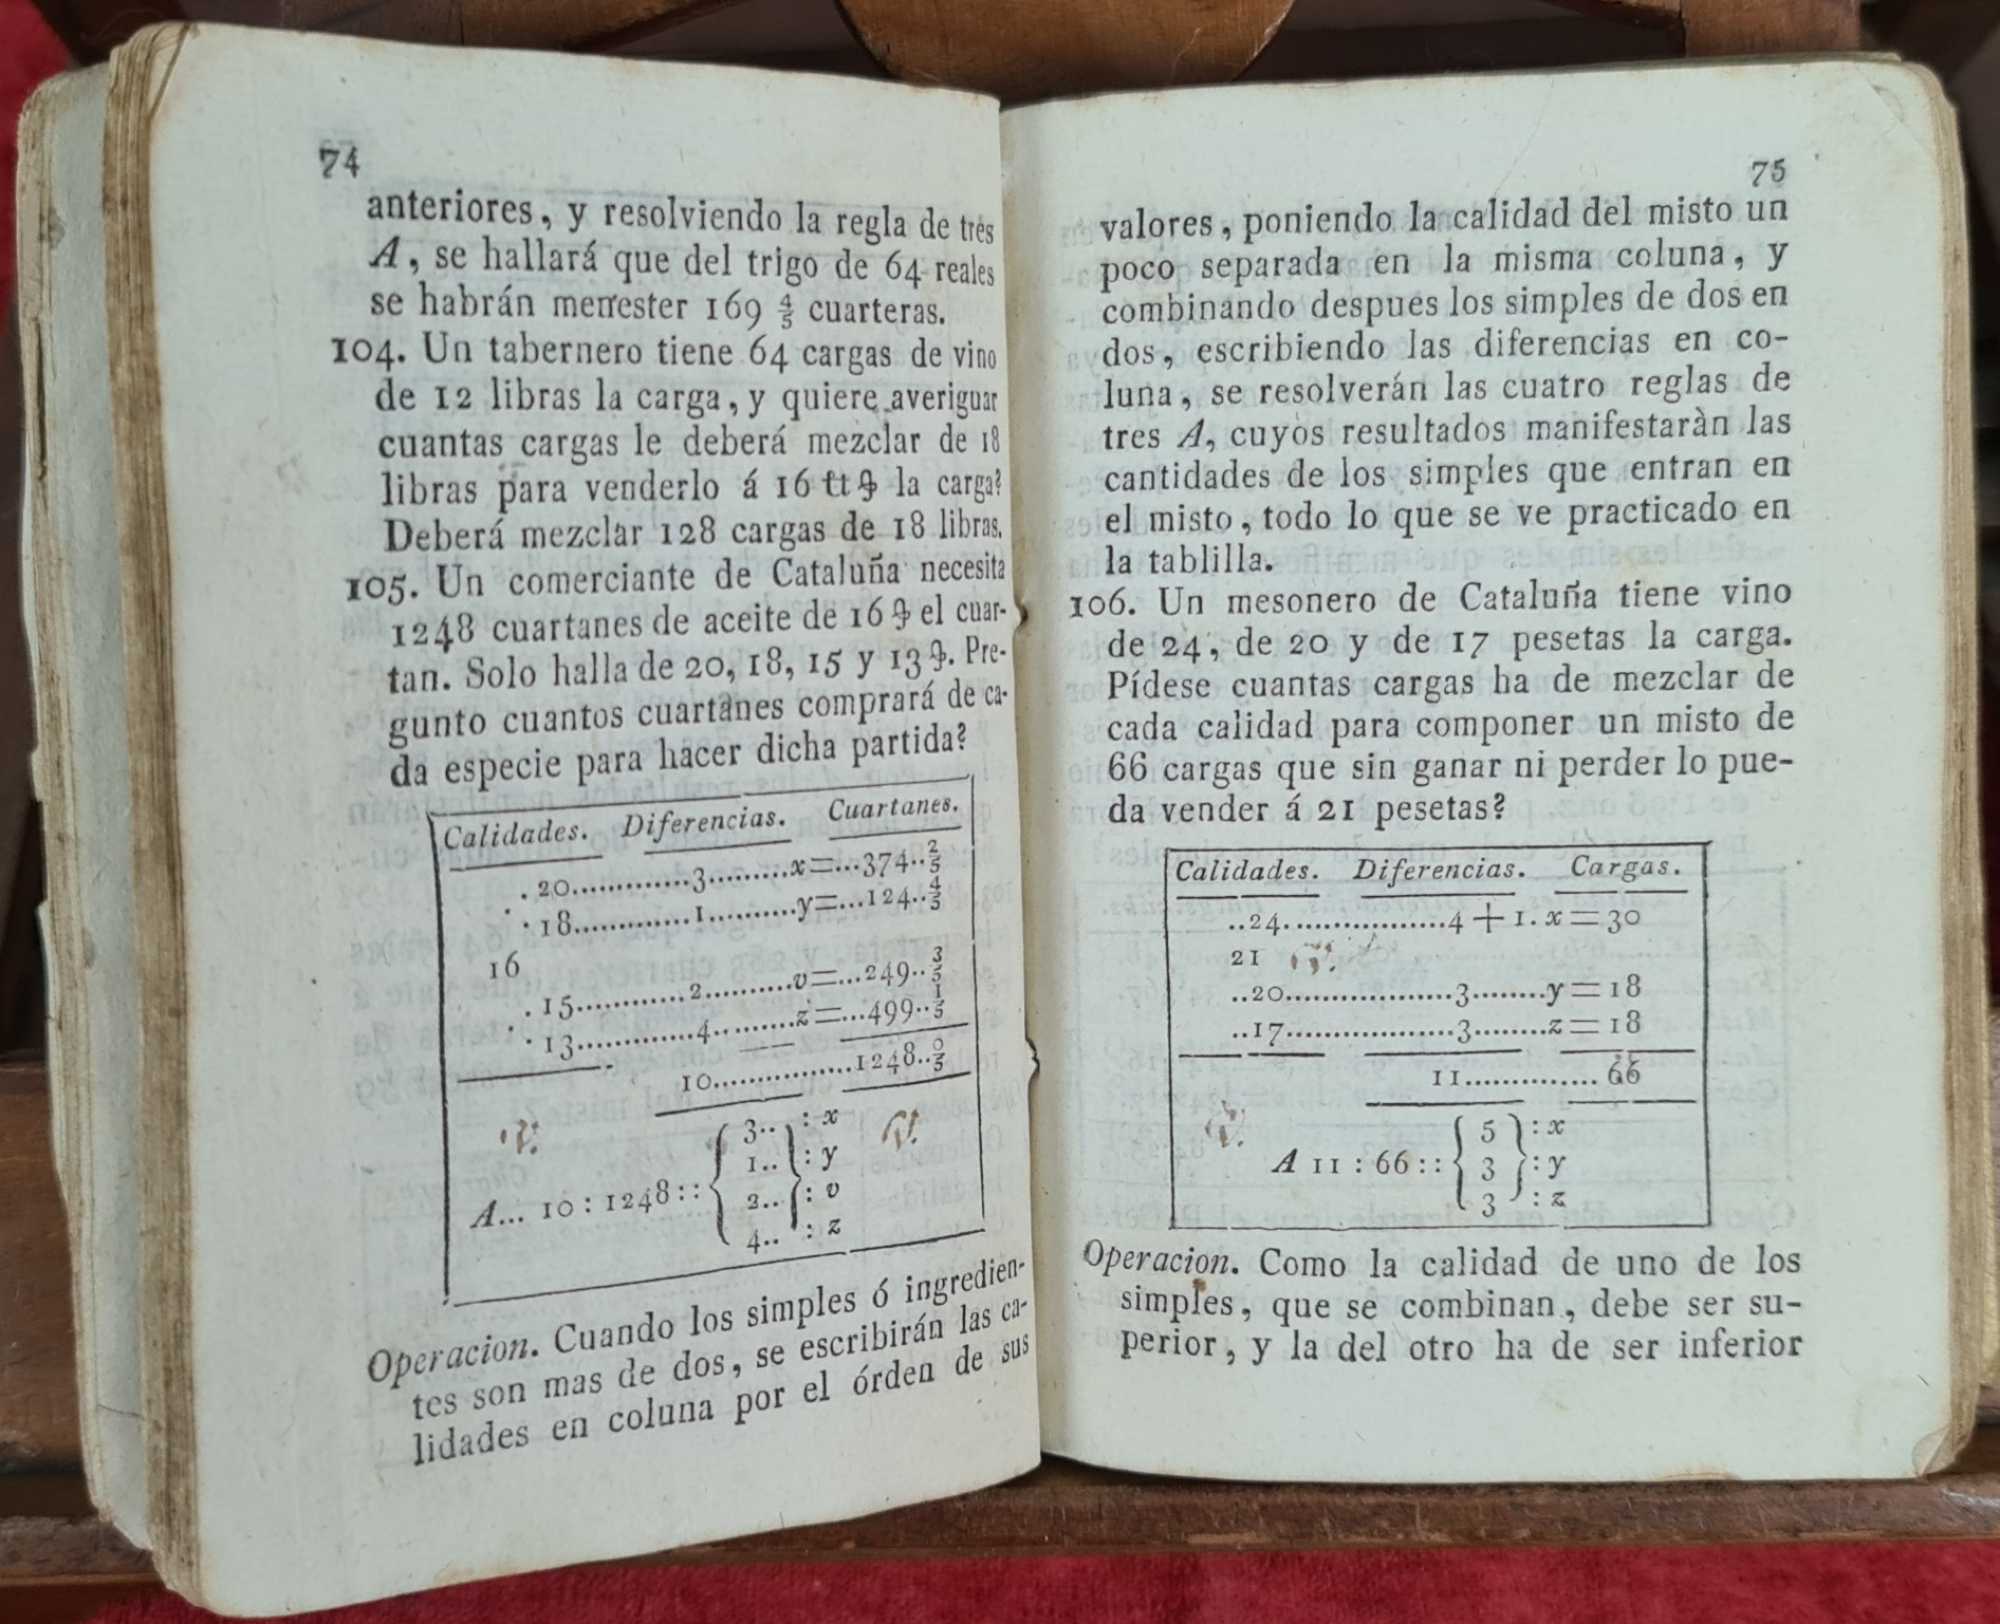 74
anteriores, y resolviendo la regla de tres
A, se hallará que del trigo de 64 reales
se habrán menester 169 4/5 cuarteras.
104. Un tabernero tiene 64 cargas de vino
de 12 libras la carga, y quiere averiguar
cuantas cargas le deberá mezclar de 18
libras para venderlo á 16 tt ꝗ la carga?
Deberá mezclar 128 cargas de 18 libras.
105. Un comerciante de Cataluña necesita
1248 cuartanes de aceite de 16 ꝗ el cuar-
tan. Solo halla de 20, 18, 15 y 13 ꝗ. Pre-
gunto cuantos cuartanes comprará de ca-
da especie para hacer dicha partida?
Calidades. Diferencias. Cuartanes.
. 20.............3.........x=...374..2/5
. 18.............1..........y=...124..4/5
16
. 15............2..........v=...249..3/5
. 13.............4.........z=...499..1/5
10................1248..0/5
3.. : x
1.. : y
A... 10 : 1248 :: 2.. : v
4.. : z
Operacion. Cuando los simples ó ingredien-
tes son mas de dos, se escribirán las ca-
lidades en coluna por el órden de sus
75
valores, poniendo la calidad del misto un
poco separada en la misma coluna, y
combinando despues los simples de dos en
dos, escribiendo las diferencias en co-
luna, se resolverán las cuatro reglas de
tres A, cuyos resultados manifestaràn las
cantidades de los simples que entran en
el misto, todo lo que se ve practicado en
la tablilla.
106. Un mesonero de Cataluña tiene vino
de 24, de 20 y de 17 pesetas la carga.
Pídese cuantas cargas ha de mezclar de
cada calidad para componer un misto de
66 cargas que sin ganar ni perder lo pue-
da vender á 21 pesetas?
Calidades. Diferencias. Cargas.
..24.................4 + 1. x = 30
21
..20..................3........y = 18
..17..................3........z = 18
11............... 66
5 : x
A 11 : 66 :: 3 : y
3 : z
Operacion. Como la calidad de uno de los
simples, que se combinan, debe ser su-
perior, y la del otro ha de ser inferior